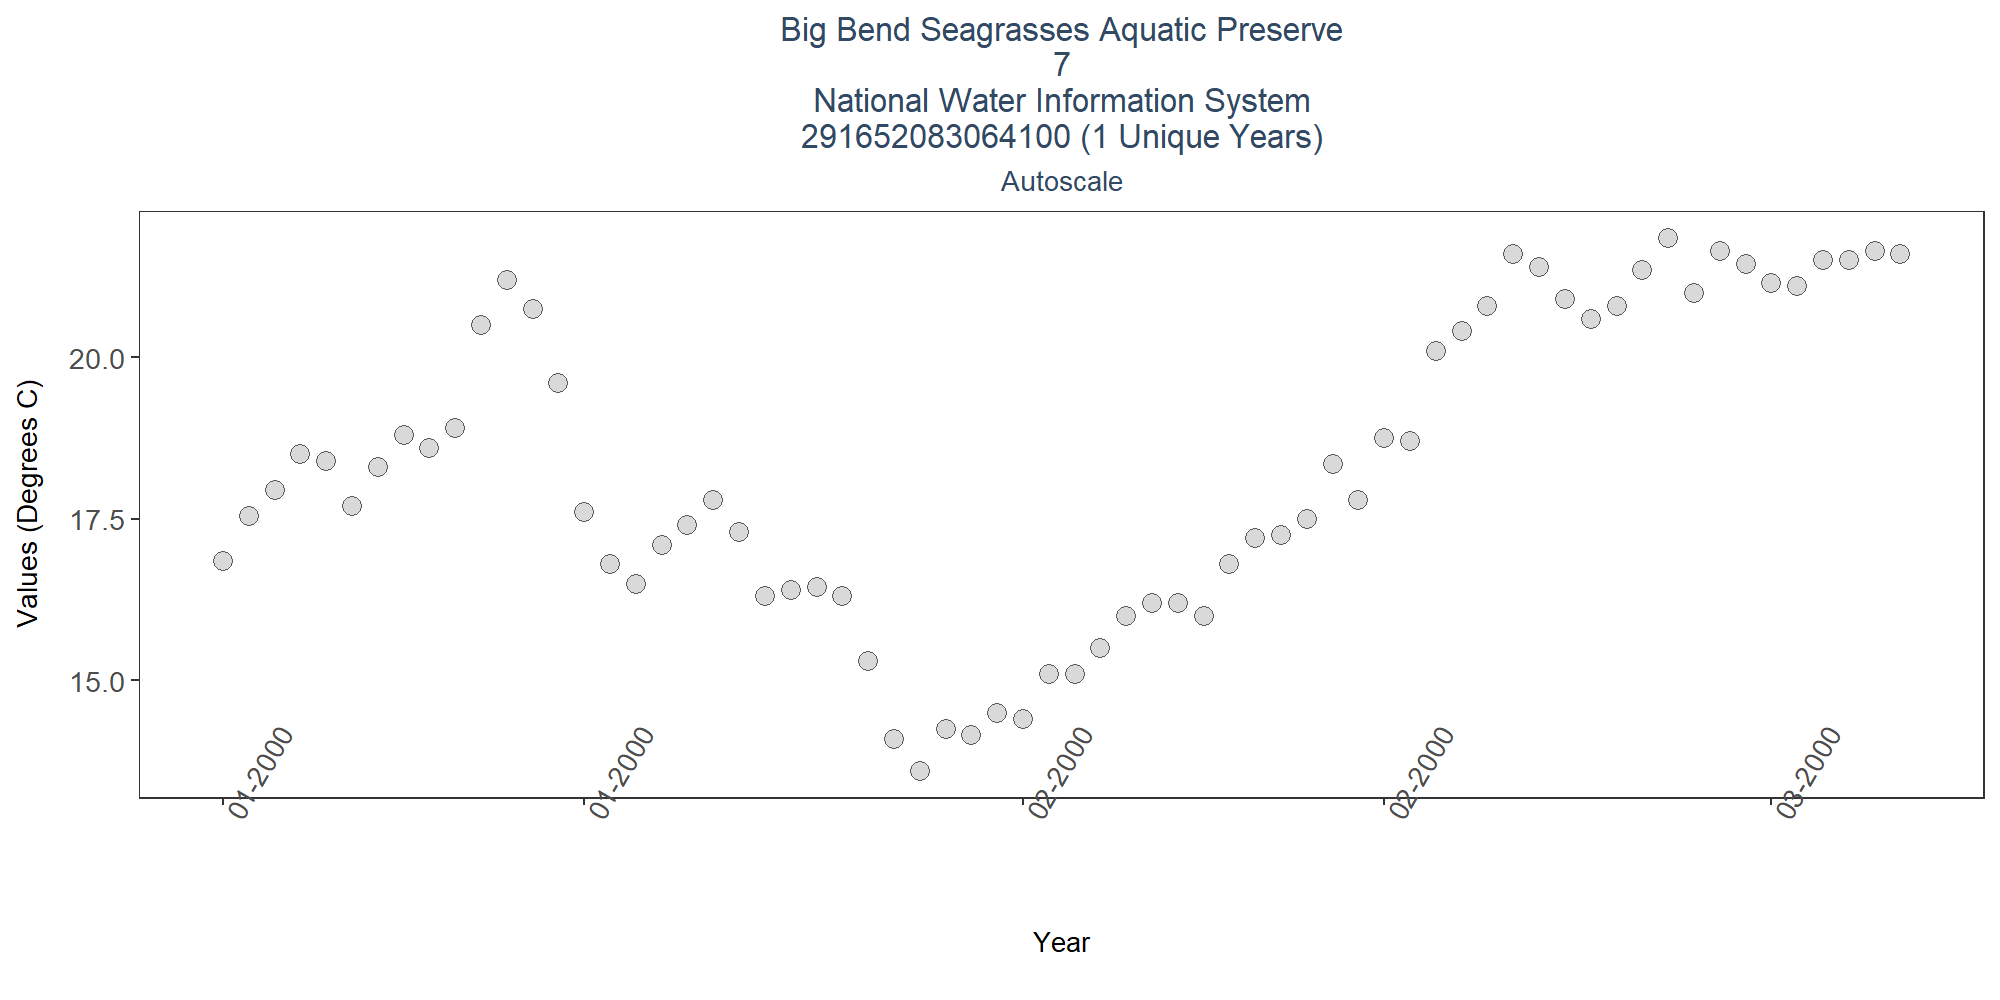 Big Bend Seagrasses Aquatic Preserve
7
National Water Information System
291652083064100 (1 Unique Years)
Autoscale
Values (Degrees C)
20.0
17.5
15.0
01-2000
01-2000
02-2000
02-2000
03-2000
Year